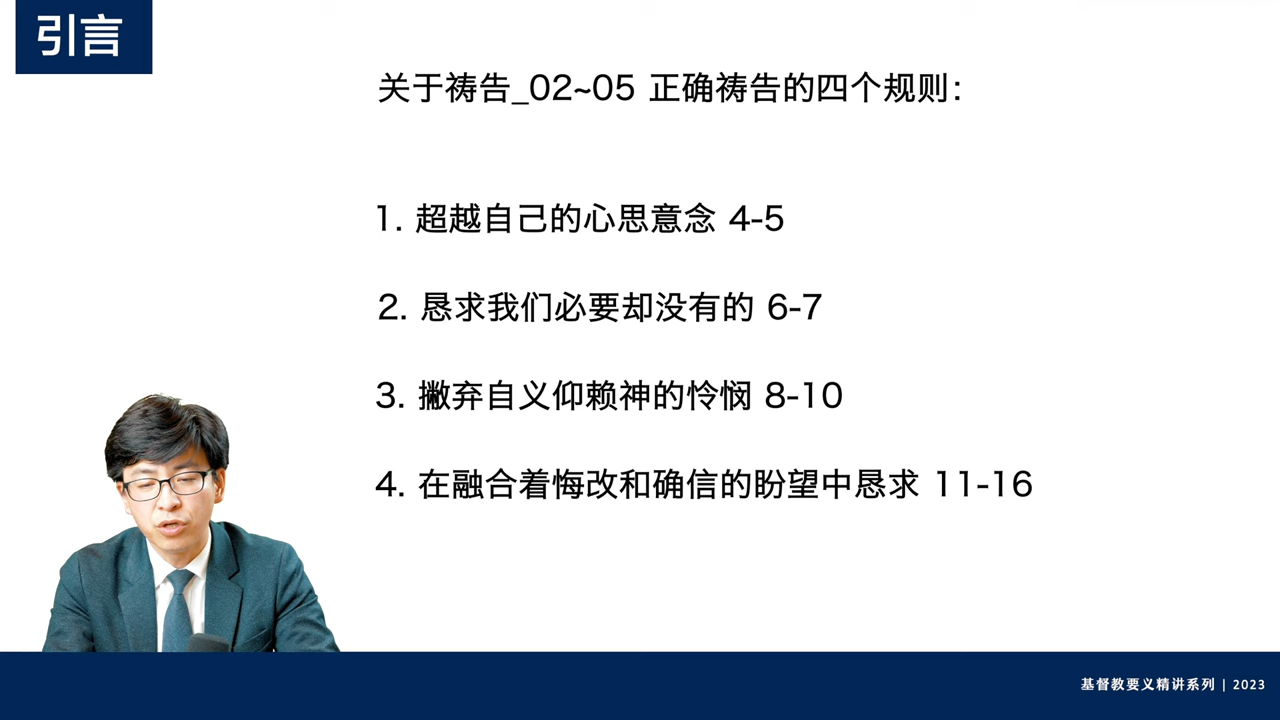 引言
关于祷告_02~05 正确祷告的四个规则：
1. 超越自己的心思意念 4-5
2. 恳求我们必要却没有的 6-7
3. 撇弃自义仰赖神的怜悯 8-10
4. 在融合着悔改和确信的盼望中恳求 11-16
基督教要义精讲系列 | 2023